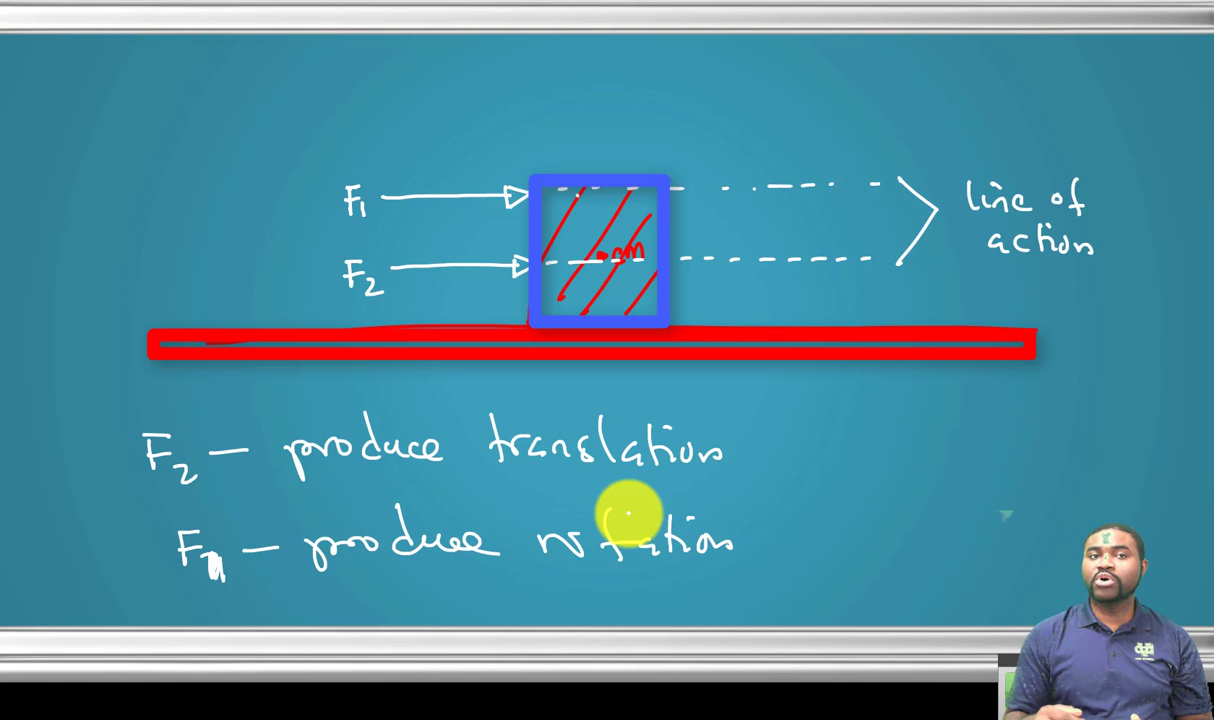 F1
line of
action
cm
F2
F2 — produce translation
F1 — produce rotation